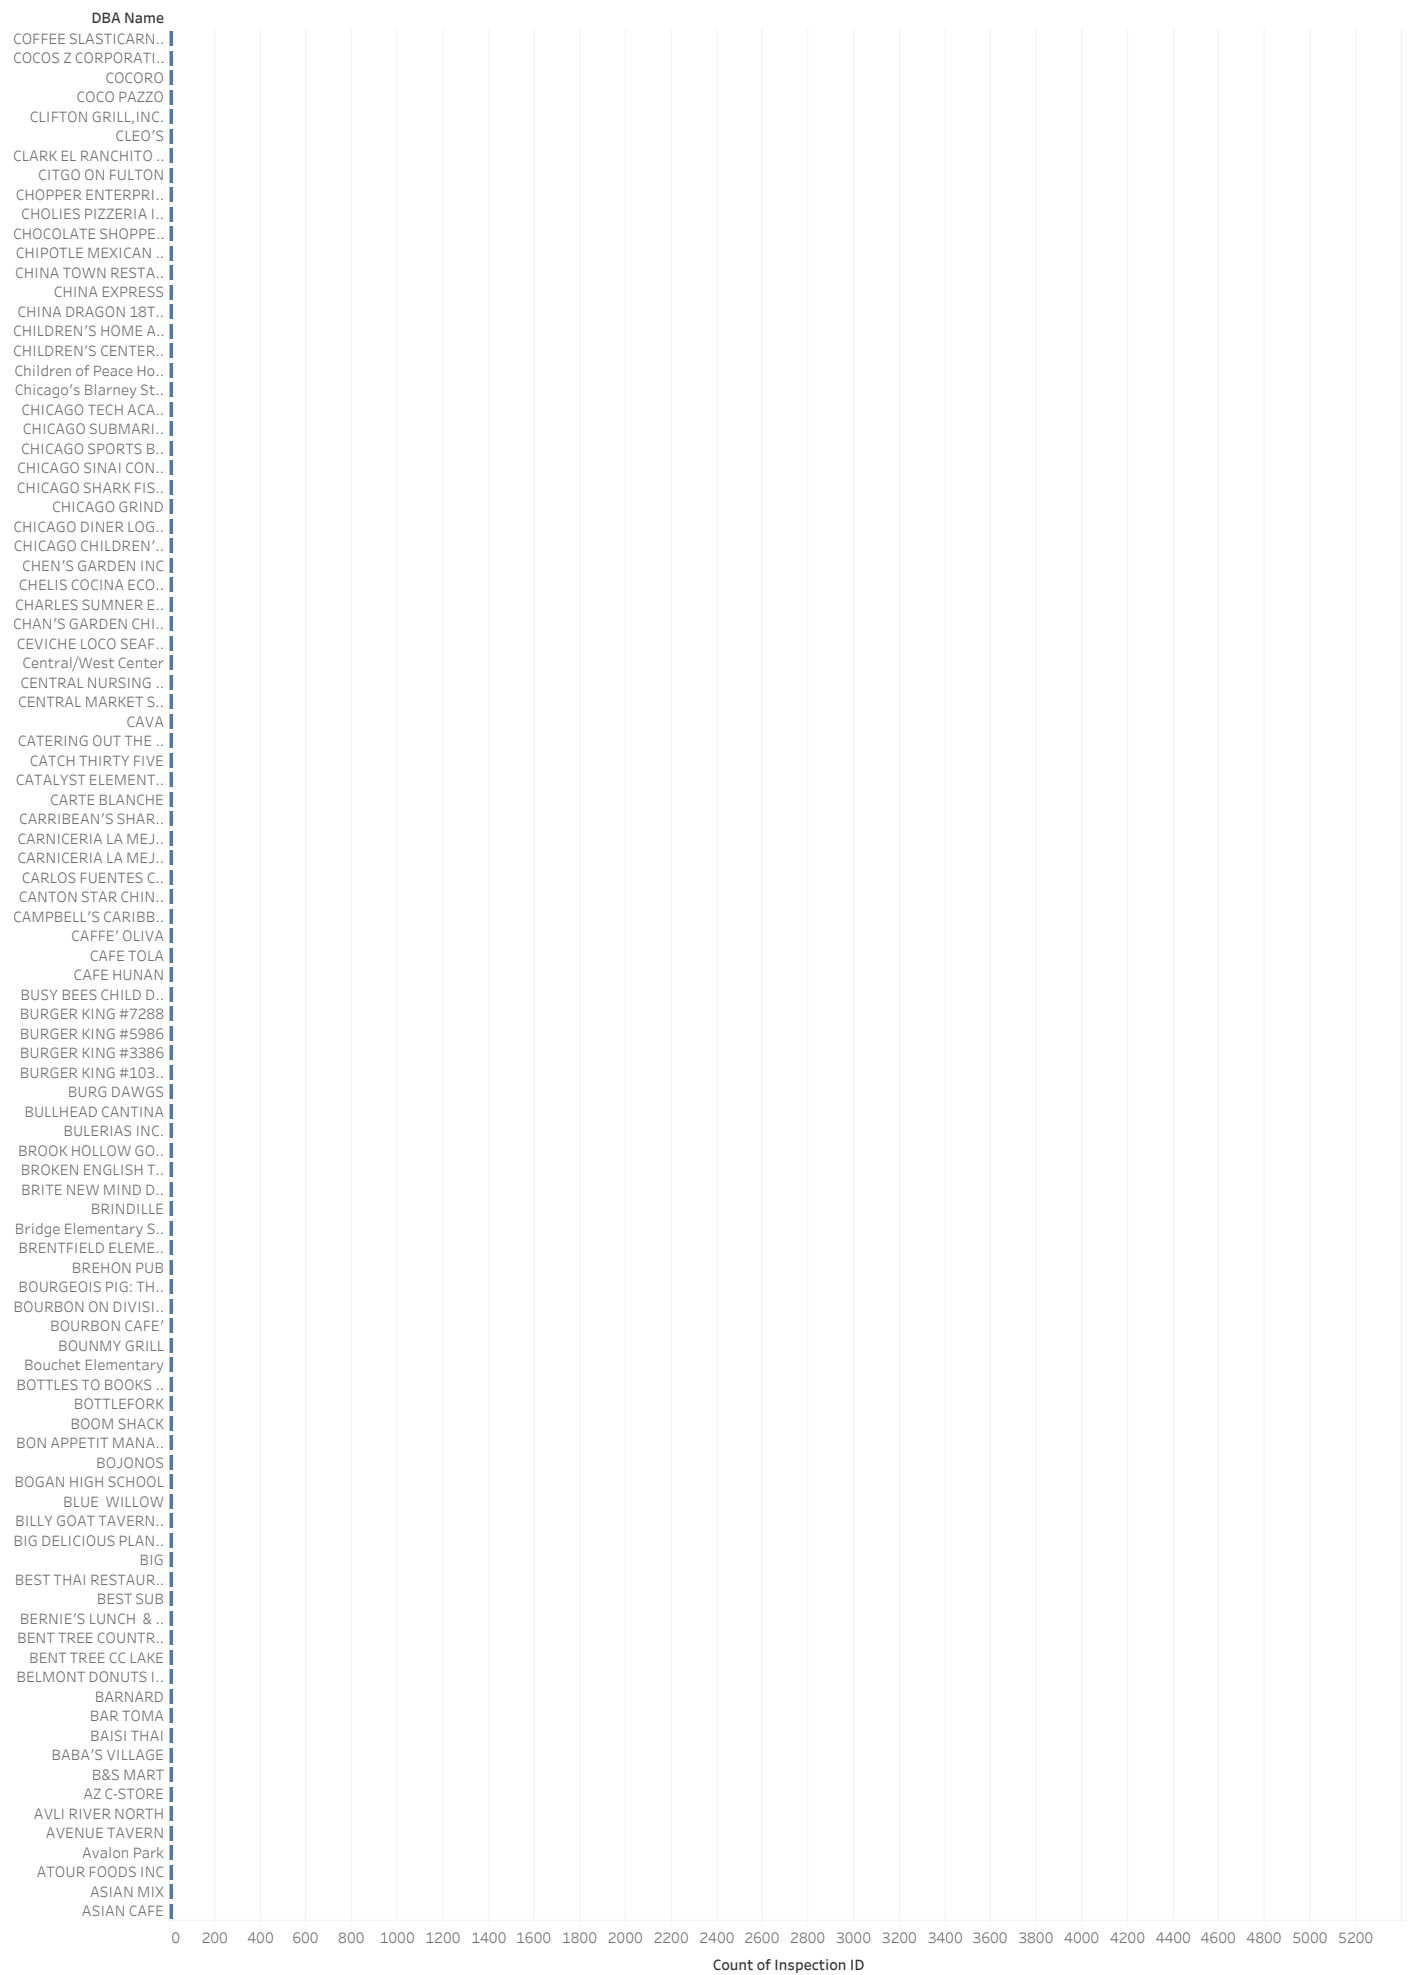 DBA Name
COFFEE SLASTICARN..
COCOS Z CORPORATI..
COCORO
COCO PAZZO
CLIFTON GRILL,INC.
CLEO'S
CLARK EL RANCHITO ..
CITGO ON FULTON
CHOPPER ENTERPRI..
CHOLIES PIZZERIA I..
CHOCOLATE SHOPPE..
CHIPOTLE MEXICAN ..
CHINA TOWN RESTA..
CHINA EXPRESS
CHINA DRAGON 18T..
CHILDREN'S HOME A..
CHILDREN'S CENTER..
Children of Peace Ho..
Chicago's Blarney St..
CHICAGO TECH ACA..
CHICAGO SUBMARI..
CHICAGO SPORTS B..
CHICAGO SINAI CON..
CHICAGO SHARK FIS..
CHICAGO GRIND
CHICAGO DINER LOG..
CHICAGO CHILDREN'..
CHEN'S GARDEN INC
CHELIS COCINA ECO..
CHARLES SUMNER E..
CHAN'S GARDEN CHI..
CEVICHE LOCO SEAF..
Central/West Center
CENTRAL NURSING ..
CENTRAL MARKET S..
CAVA
CATERING OUT THE ..
CATCH THIRTY FIVE
CATALYST ELEMENT..
CARTE BLANCHE
CARRIBEAN'S SHAR..
CARNICERIA LA MEJ..
CARNICERIA LA MEJ..
CARLOS FUENTES C..
CANTON STAR CHIN..
CAMPBELL'S CARIBB..
CAFFE' OLIVA
CAFE TOLA
CAFE HUNAN
BUSY BEES CHILD D..
BURGER KING #7288
BURGER KING #5986
BURGER KING #3386
BURGER KING #103..
BURG DAWGS
BULLHEAD CANTINA
BULERIAS INC.
BROOK HOLLOW GO..
BROKEN ENGLISH T..
BRITE NEW MIND D..
BRINDILLE
Bridge Elementary S..
BRENTFIELD ELEME..
BREHON PUB
BOURGEOIS PIG: TH..
BOURBON ON DIVISI..
BOURBON CAFE'
BOUNMY GRILL
Bouchet Elementary
BOTTLES TO BOOKS ..
BOTTLEFORK
BOOM SHACK
BON APPETIT MANA..
BOJONOS
BOGAN HIGH SCHOOL
BLUE  WILLOW
BILLY GOAT TAVERN..
BIG DELICIOUS PLAN..
BIG
BEST THAI RESTAUR..
BEST SUB
BERNIE'S LUNCH  & ..
BENT TREE COUNTR..
BENT TREE CC LAKE
BELMONT DONUTS I..
BARNARD
BAR TOMA
BAISI THAI
BABA'S VILLAGE
B&S MART
AZ C-STORE
AVLI RIVER NORTH
AVENUE TAVERN
Avalon Park
ATOUR FOODS INC
ASIAN MIX
ASIAN CAFE
0 200 400 600 800 1000 1200 1400 1600 1800 2000 2200 2400 2600 2800 3000 3200 3400 3600 3800 4000 4200 4400 4600 4800 5000 5200
Count of Inspection ID